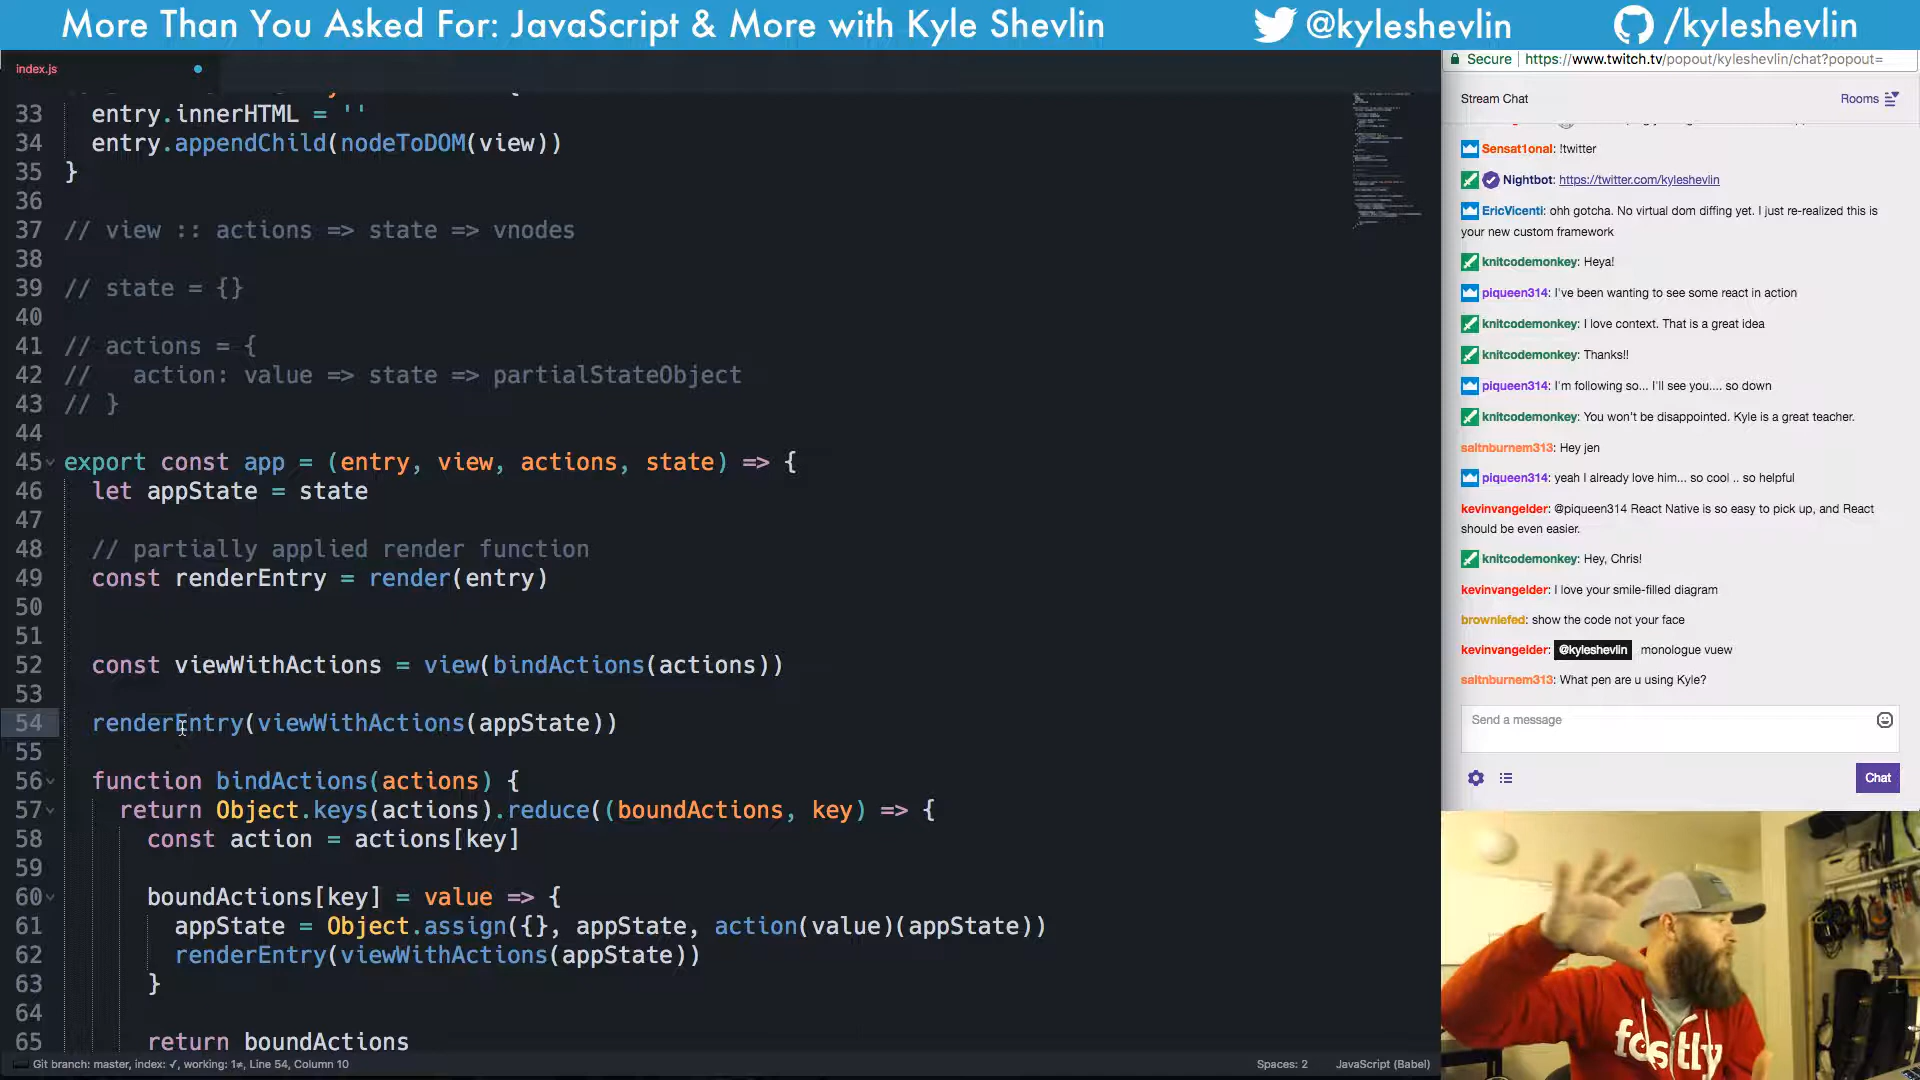 More Than You Asked For: JavaScript & More with Kyle Shevlin
@kyleshevlin
/kyleshevlin
index.js
33 entry.innerHTML = ''
34 entry.appendChild(nodeToDOM(view))
35 }
36
37 // view :: actions => state => vnodes
38
39 // state = {}
40
41 // actions = {
42 //   action: value => state => partialStateObject
43 // }
44
45 export const app = (entry, view, actions, state) => {
46 let appState = state
47
48 // partially applied render function
49 const renderEntry = render(entry)
50
51
52 const viewWithActions = view(bindActions(actions))
53
54 renderEntry(viewWithActions(appState))
55
56 function bindActions(actions) {
57 return Object.keys(actions).reduce((boundActions, key) => {
58 const action = actions[key]
59
60 boundActions[key] = value => {
61 appState = Object.assign({}, appState, action(value)(appState))
62 renderEntry(viewWithActions(appState))
63 }
64
65 return boundActions
Git branch: master, index: ✓, working: 1≠, Line 54, Column 10
Spaces: 2
JavaScript (Babel)
Secure
https://www.twitch.tv/popout/kyleshevlin/chat?popout=
Stream Chat
Rooms
Sensat1onal: !twitter
Nightbot: https://twitter.com/kyleshevlin
EricVicenti: ohh gotcha. No virtual dom diffing yet. I just re-realized this is
your new custom framework
knitcodemonkey: Heya!
piqueen314: I've been wanting to see some react in action
knitcodemonkey: I love context. That is a great idea
knitcodemonkey: Thanks!!
piqueen314: I'm following so... I'll see you.... so down
knitcodemonkey: You won't be disappointed. Kyle is a great teacher.
saltnburnem313: Hey jen
piqueen314: yeah I already love him... so cool .. so helpful
kevinvangelder: @piqueen314 React Native is so easy to pick up, and React
should be even easier.
knitcodemonkey: Hey, Chris!
kevinvangelder: I love your smile-filled diagram
browniefed: show the code not your face
kevinvangelder: @kyleshevlin monologue vuew
saltnburnem313: What pen are u using Kyle?
Send a message
Chat
fastly